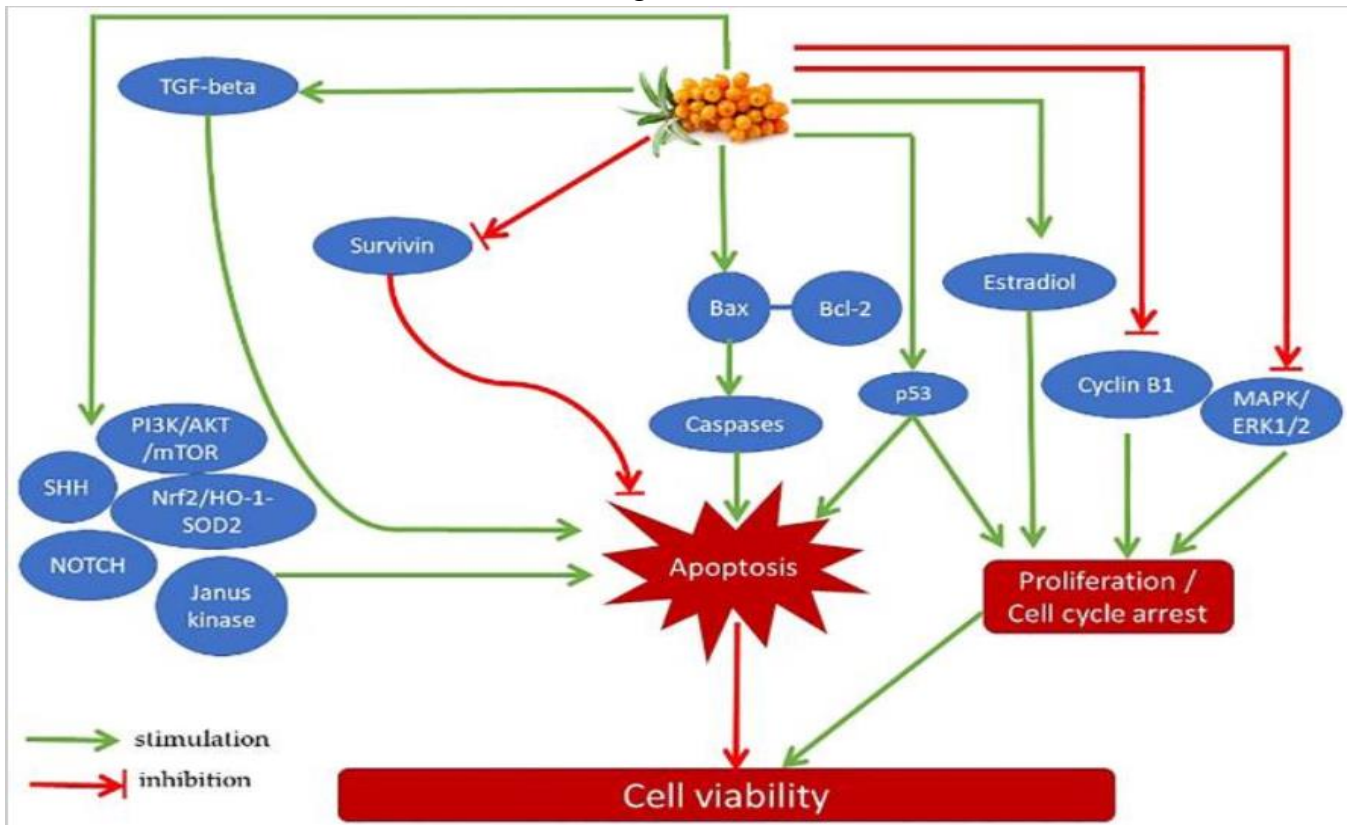 TGF-beta
Survivin
Bax
Bcl-2
Estradiol
Caspases
p53
Cyclin B1
MAPK/
ERK1/2
PI3K/AKT
/mTOR
SHH
Nrf2/HO-1-
SOD2
NOTCH
Janus
kinase
Apoptosis
Proliferation /
Cell cycle arrest
stimulation
inhibition
Cell viability